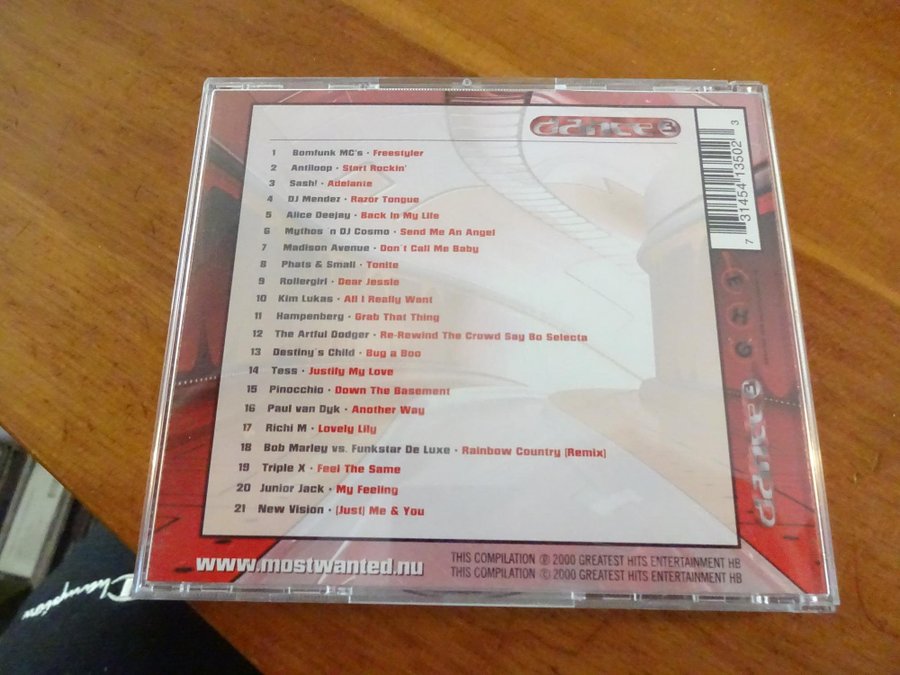 dance 2
1 Bomfunk MC's · Freestyler
2 Antiloop · Start Rockin'
3 Sash! · Adelante
4 DJ Mendez · Razor Tongue
5 Alice Deejay · Back In My Life
6 Mythos ´n DJ Cosmo · Send Me An Angel
7 Madison Avenue · Don´t Call Me Baby
8 Phats & Small · Tonite
9 Rollergirl · Dear Jessie
10 Kim Lukas · All I Really Want
11 Hampenberg · Grab That Thing
12 The Artful Dodger · Re-Rewind The Crowd Say Bo Selecta
13 Destiny´s Child · Bug a Boo
14 Tess · Justify My Love
15 Pinocchio · Down The Basement
16 Paul van Dyk · Another Way
17 Richi M · Lovely Lily
18 Bob Marley vs. Funkstar De Luxe · Rainbow Country (Remix)
19 Triple X · Feel The Same
20 Junior Jack · My Feeling
21 New Vision · (Just) Me & You
www.mostwanted.nu
THIS COMPILATION ℗ 2000 GREATEST HITS ENTERTAINMENT HB
THIS COMPILATION © 2000 GREATEST HITS ENTERTAINMENT HB
7 31454 13502 3
dance 2
Champion